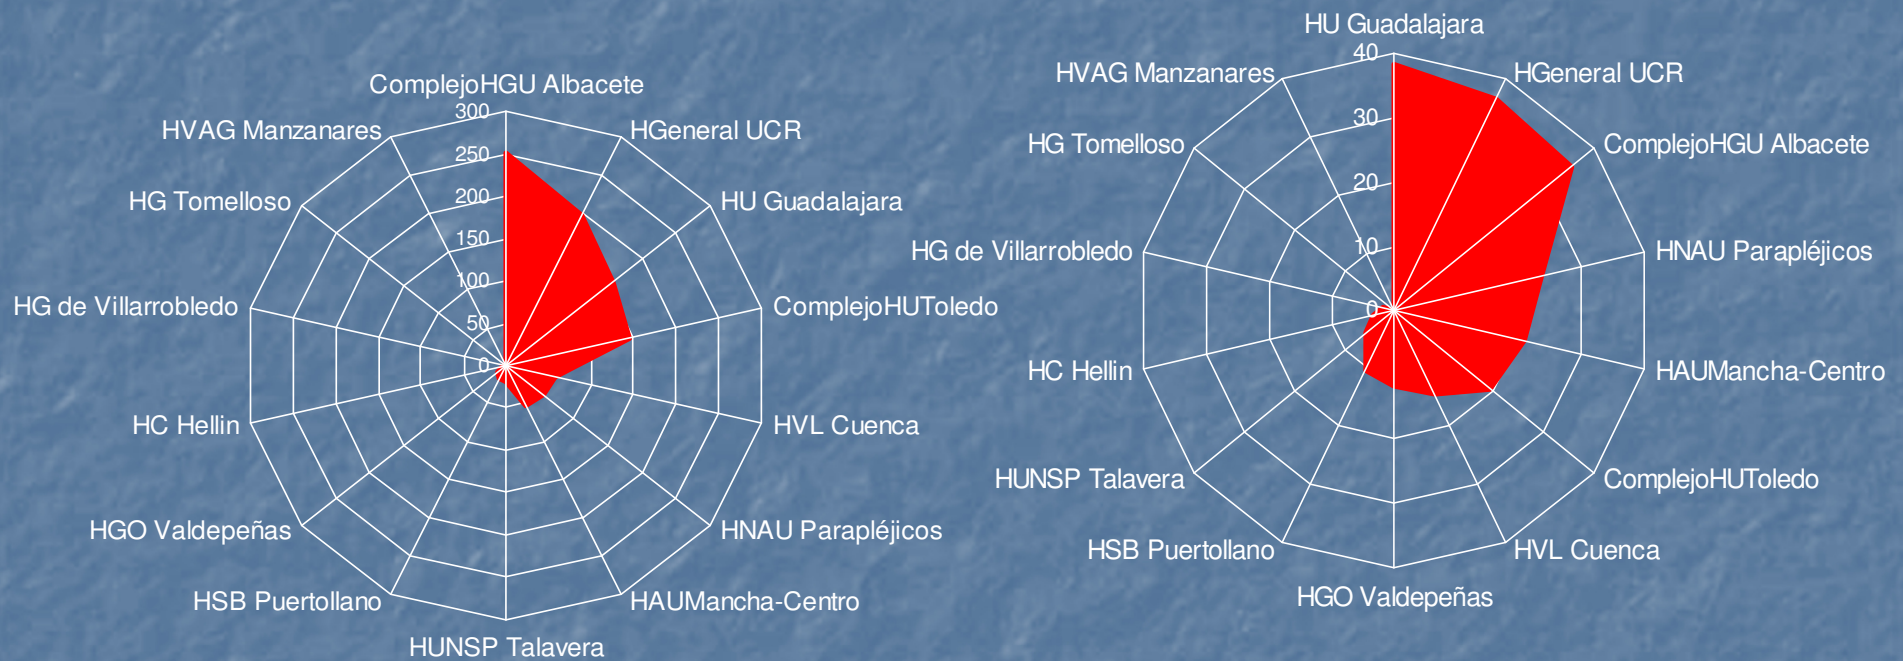 ComplejoHGU Albacete
HGeneral UCR
HU Guadalajara
ComplejoHUToledo
HVL Cuenca
HNAU Parapléjicos
HAUMancha-Centro
HUNSP Talavera
HSB Puertollano
HGO Valdepeñas
HC Hellin
HG de Villarrobledo
HG Tomelloso
HVAG Manzanares
300
250
200
150
100
50
0
HU Guadalajara
HGeneral UCR
ComplejoHGU Albacete
HNAU Parapléjicos
HAUMancha-Centro
ComplejoHUToledo
HVL Cuenca
HGO Valdepeñas
HSB Puertollano
HUNSP Talavera
HC Hellin
HG de Villarrobledo
HG Tomelloso
HVAG Manzanares
40
30
20
10
0